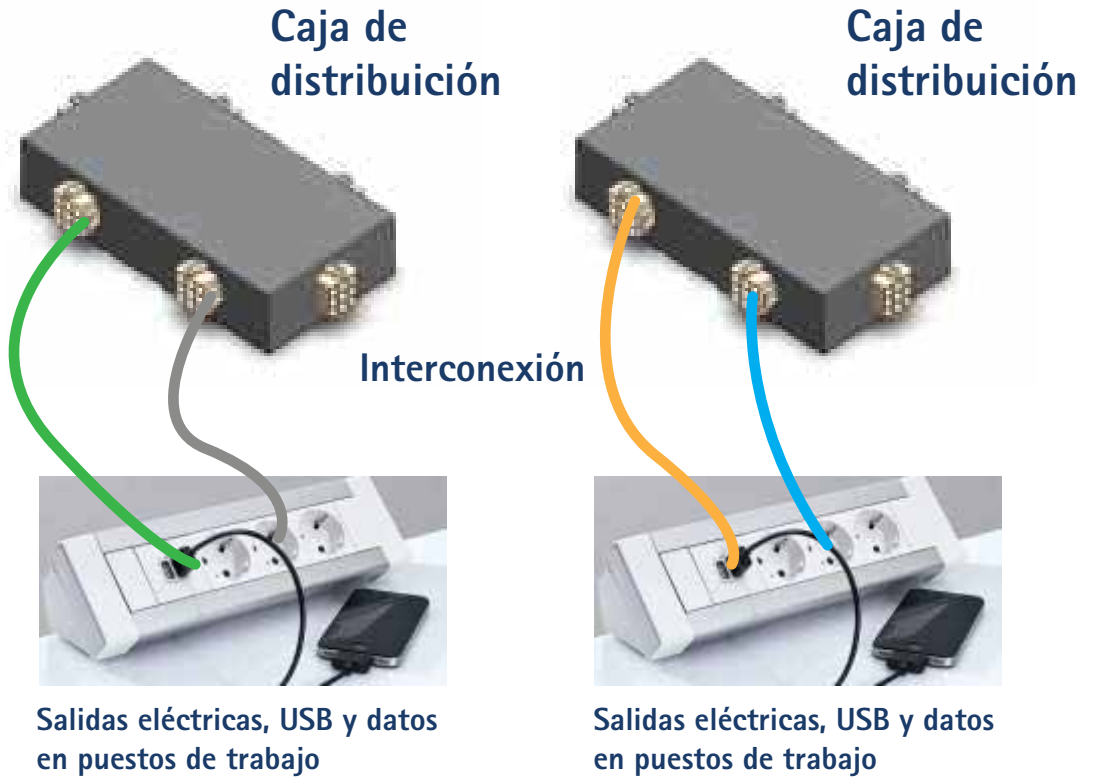 Caja de
distribuición
Caja de
distribuición
Interconexión
Salidas eléctricas, USB y datos
en puestos de trabajo
Salidas eléctricas, USB y datos
en puestos de trabajo